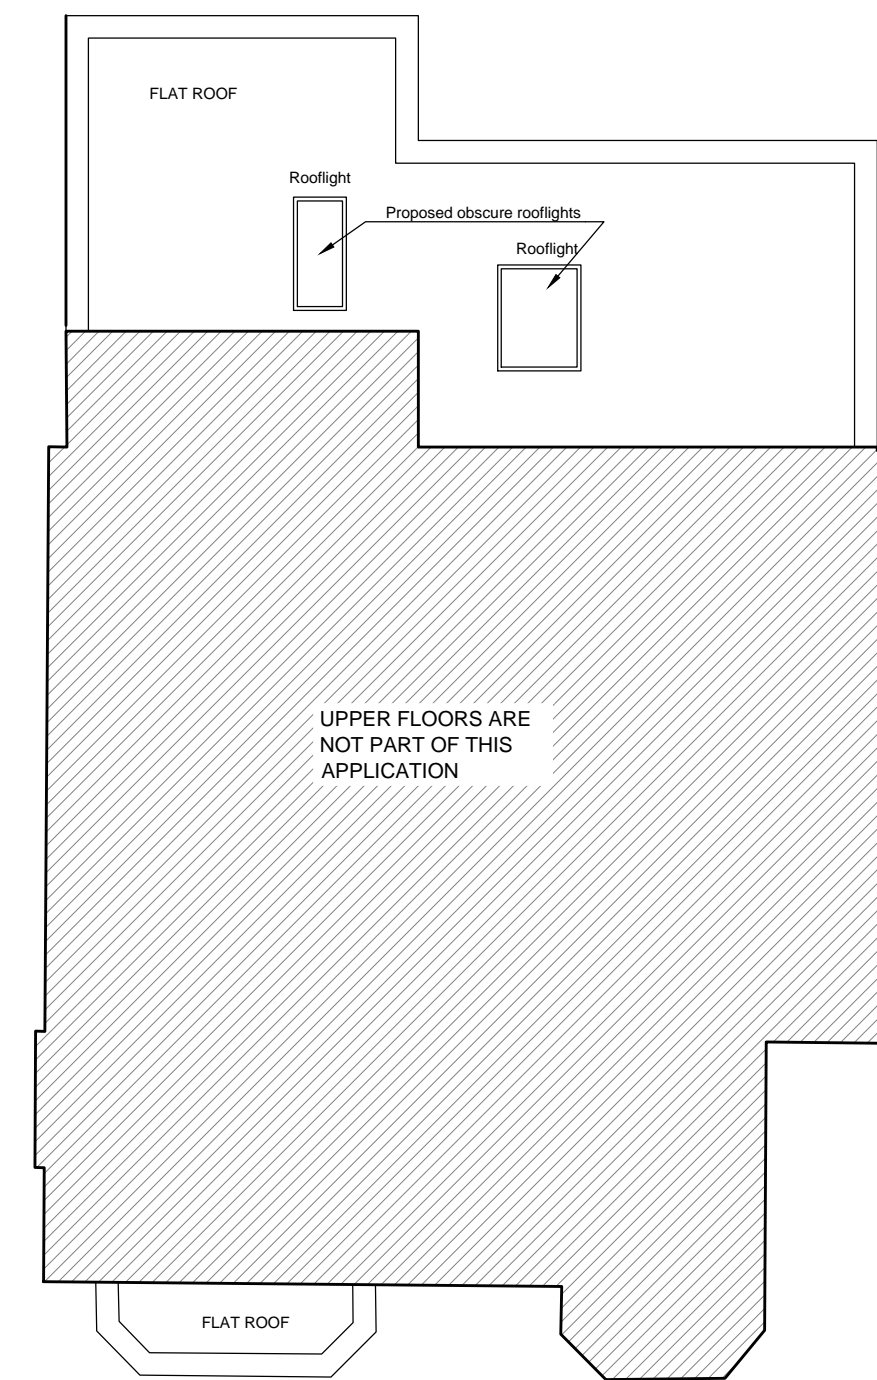 FLAT ROOF
Rooflight
Proposed obscure rooflights
Rooflight
UPPER FLOORS ARE
NOT PART OF THIS
APPLICATION
FLAT ROOF